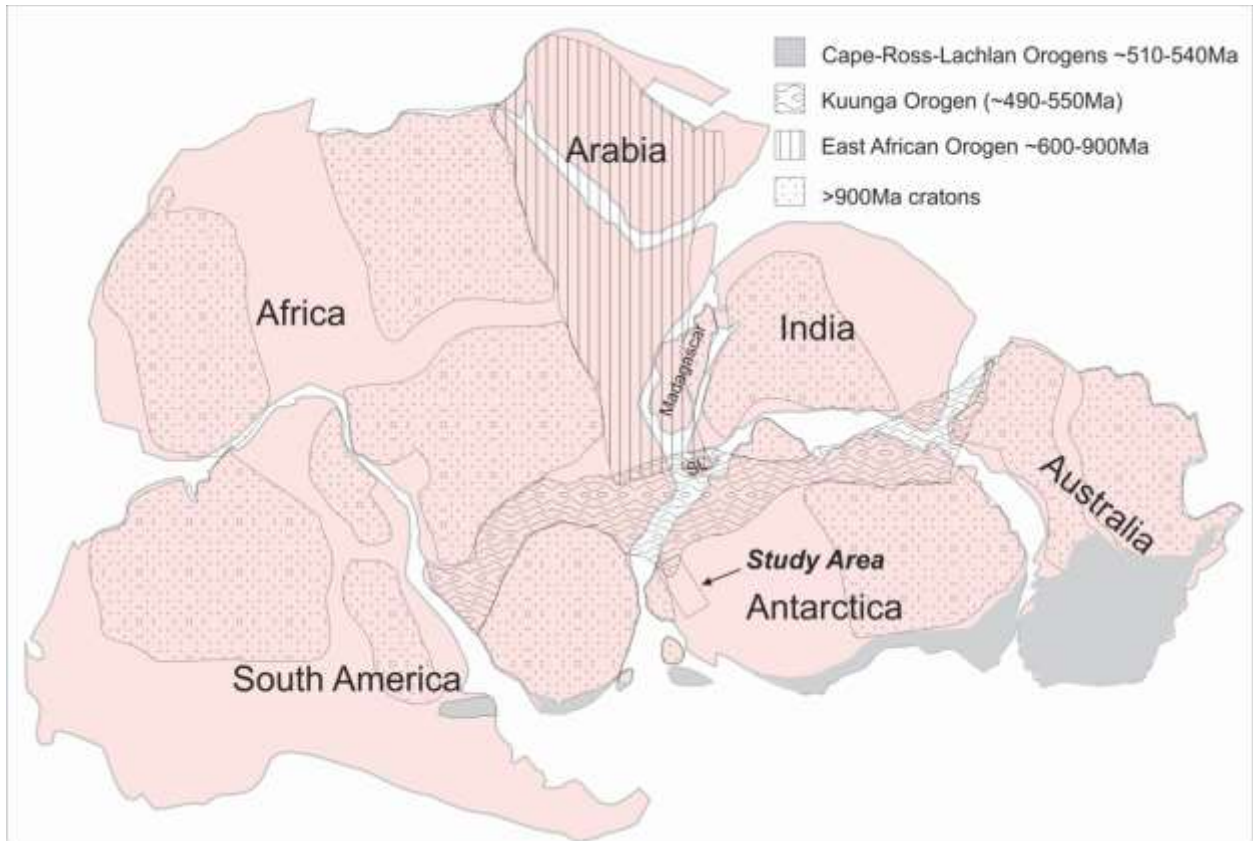 Cape-Ross-Lachlan Orogens ~510-540Ma
Kuunga Orogen (~490-550Ma)
East African Orogen ~600-900Ma
>900Ma cratons
Arabia
Africa
India
Madagascar
Australia
Study Area
Antarctica
South America